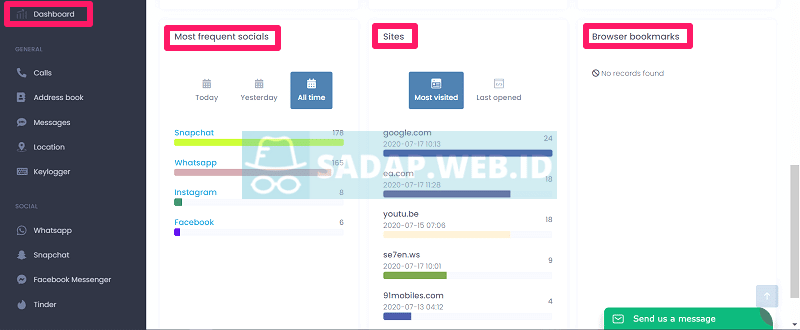 Dashboard
GENERAL
Calls
Address book
Messages
Location
Keylogger
SOCIAL
Whatsapp
Snapchat
Facebook Messenger
Tinder
Most frequent socials
Today
Yesterday
All time
Snapchat 178
Whatsapp 165
Instagram 8
Facebook 6
Sites
Most visited
Last opened
google.com 24
2020-07-17 10:13
oa.com 18
2020-07-17 11:28
youtu.be 18
2020-07-15 07:06
se7en.ws 9
2020-07-17 10:01
91mobiles.com 4
2020-07-13 04:12
Browser bookmarks
No records found
SADAP.WEB.ID
Send us a message